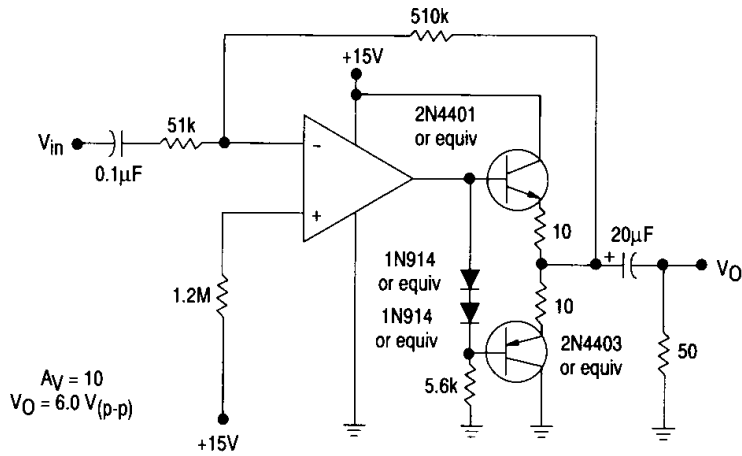 510k
+15V
2N4401
or equiv
Vin
0.1µF
51k
−
+
10
20µF
+
VO
1N914
or equiv
1N914
or equiv
1.2M
10
2N4403
or equiv
50
5.6k
AV = 10
VO = 6.0 V(p-p)
+15V